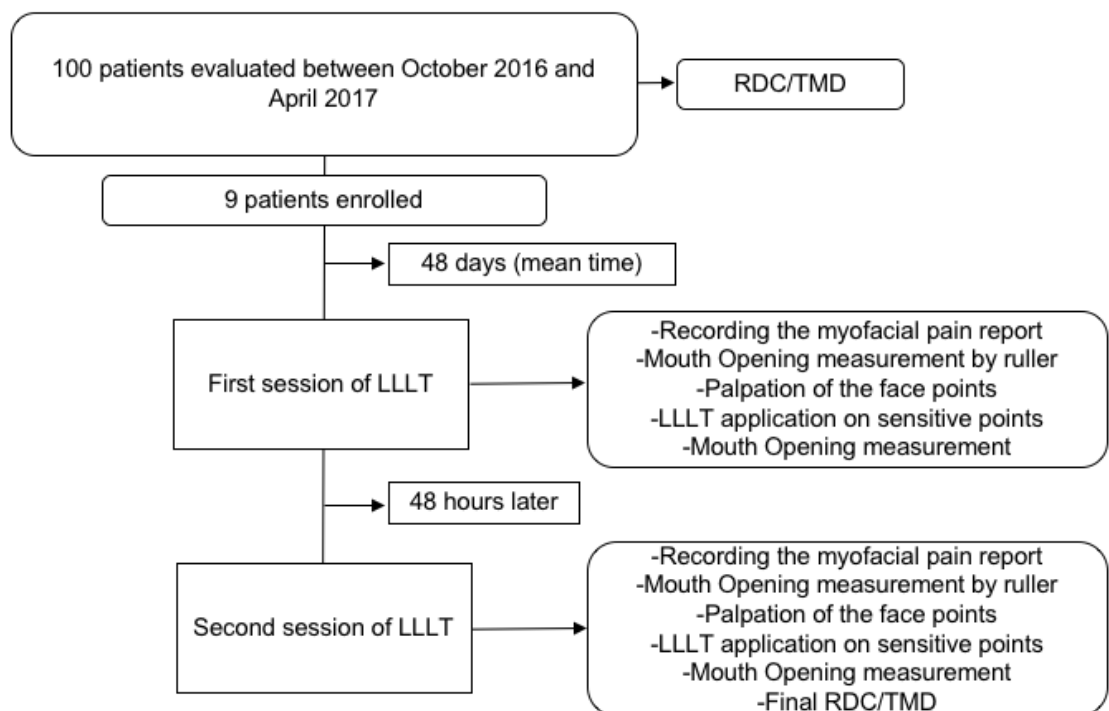 100 patients evaluated between October 2016 and
April 2017
RDC/TMD
9 patients enrolled
48 days (mean time)
First session of LLLT
-Recording the myofacial pain report
-Mouth Opening measurement by ruller
-Palpation of the face points
-LLLT application on sensitive points
-Mouth Opening measurement
48 hours later
Second session of LLLT
-Recording the myofacial pain report
-Mouth Opening measurement by ruller
-Palpation of the face points
-LLLT application on sensitive points
-Mouth Opening measurement
-Final RDC/TMD